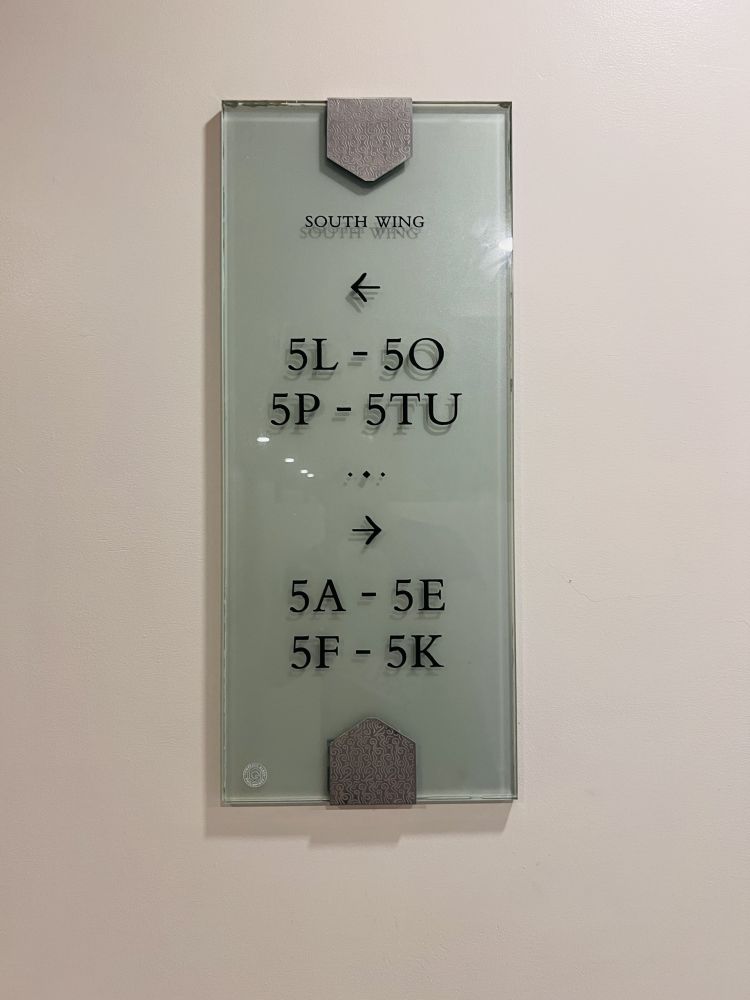 SOUTH WING
←
5L - 5O
5P - 5TU
→
5A - 5E
5F - 5K